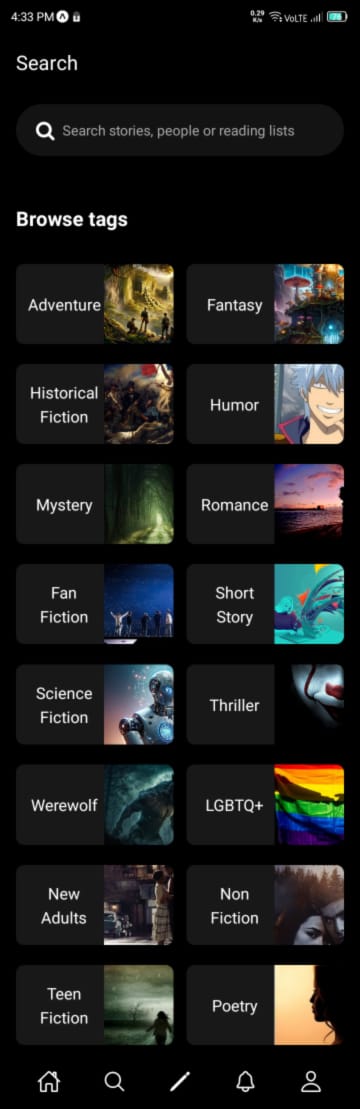 4:33 PM
0.29
K/s
VoLTE
76
Search
Search stories, people or reading lists
Browse tags
Adventure
Fantasy
Historical
Fiction
Humor
Mystery
Romance
Fan
Fiction
Short
Story
Science
Fiction
Thriller
Werewolf
LGBTQ+
New
Adults
Non
Fiction
Teen
Fiction
Poetry